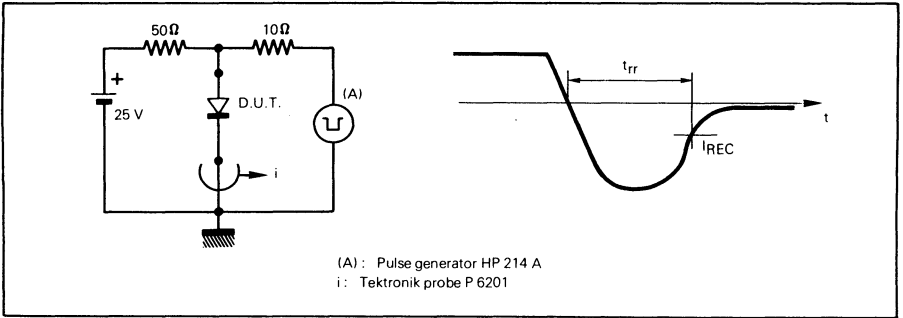 50Ω
10Ω
+
25 V
D.U.T.
(A)
i
trr
t
IREC
(A) : Pulse generator HP 214 A
i : Tektronik probe P 6201